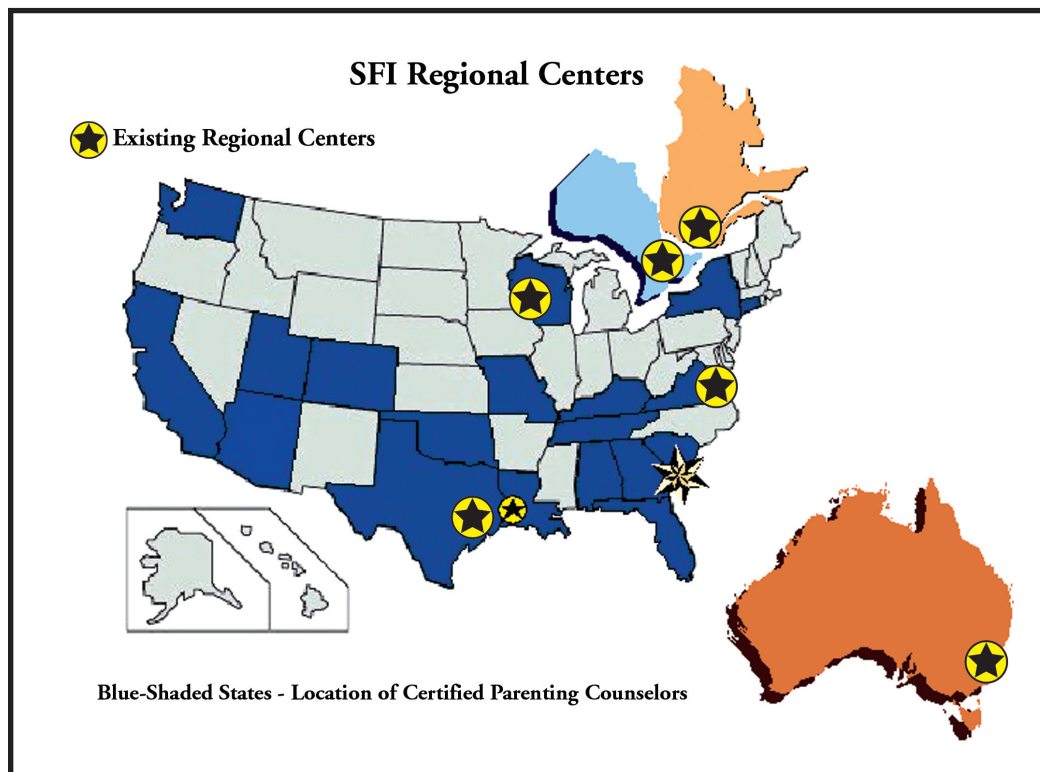 SFI Regional Centers
Existing Regional Centers
Blue-Shaded States - Location of Certified Parenting Counselors